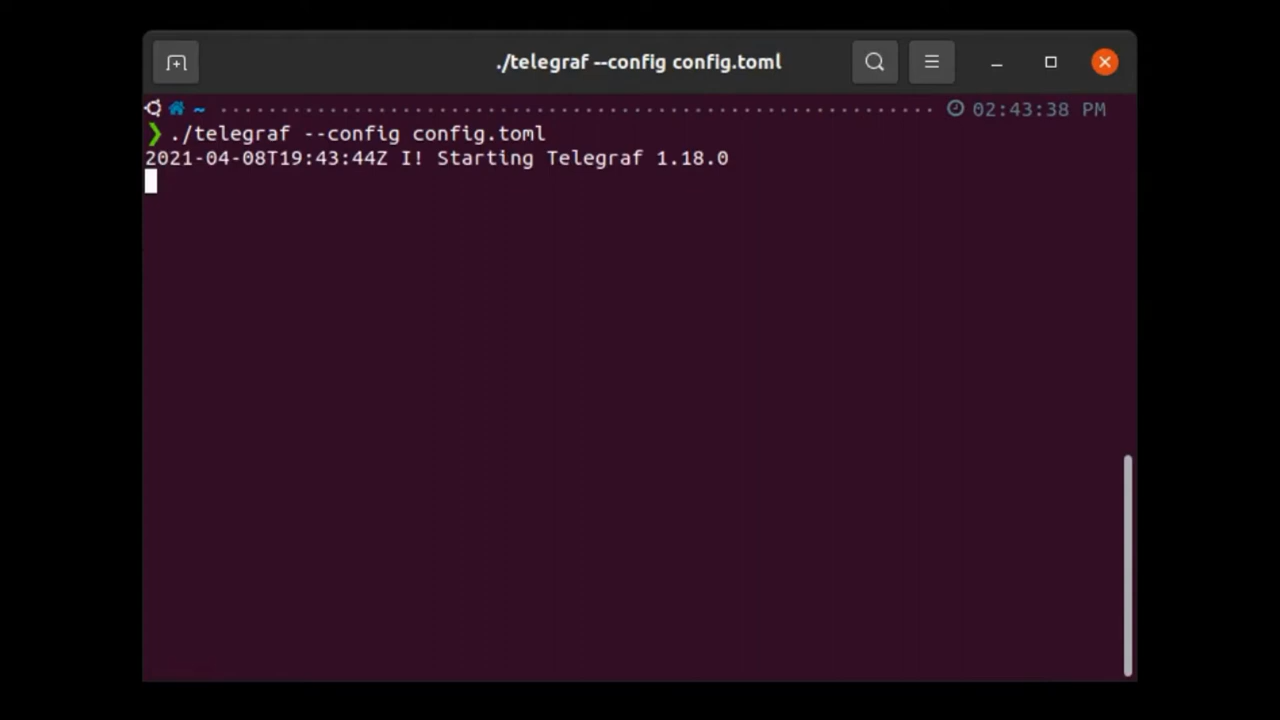 ./telegraf --config config.toml
~ 02:43:38 PM
❯ ./telegraf --config config.toml
2021-04-08T19:43:44Z I! Starting Telegraf 1.18.0